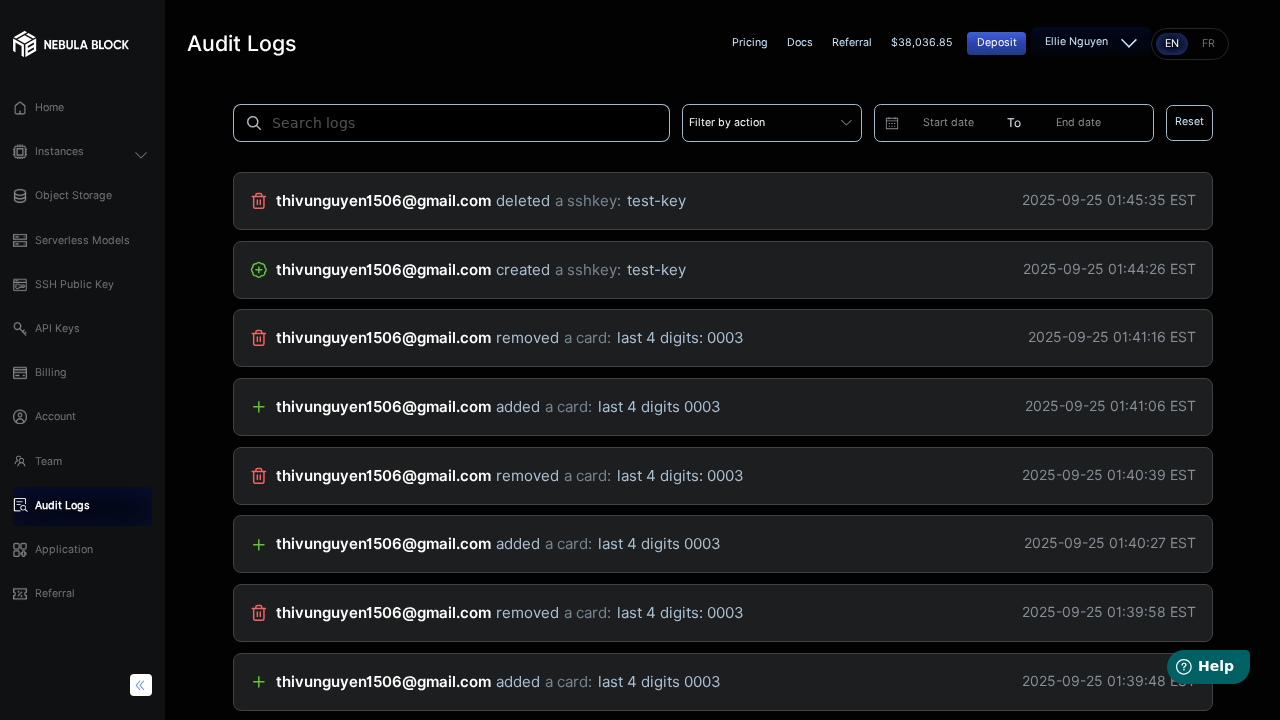 NEBULA BLOCK
Audit Logs
Pricing
Docs
Referral
$38,036.85
Deposit
Ellie Nguyen
EN
FR
Home
Instances
Object Storage
Serverless Models
SSH Public Key
API Keys
Billing
Account
Team
Audit Logs
Application
Referral
Search logs
Filter by action
Start date
To
End date
Reset
thivunguyen1506@gmail.com deleted a sshkey: test-key 2025-09-25 01:45:35 EST
thivunguyen1506@gmail.com created a sshkey: test-key 2025-09-25 01:44:26 EST
thivunguyen1506@gmail.com removed a card: last 4 digits: 0003 2025-09-25 01:41:16 EST
thivunguyen1506@gmail.com added a card: last 4 digits 0003 2025-09-25 01:41:06 EST
thivunguyen1506@gmail.com removed a card: last 4 digits: 0003 2025-09-25 01:40:39 EST
thivunguyen1506@gmail.com added a card: last 4 digits 0003 2025-09-25 01:40:27 EST
thivunguyen1506@gmail.com removed a card: last 4 digits: 0003 2025-09-25 01:39:58 EST
thivunguyen1506@gmail.com added a card: last 4 digits 0003 2025-09-25 01:39:48 EST
Help